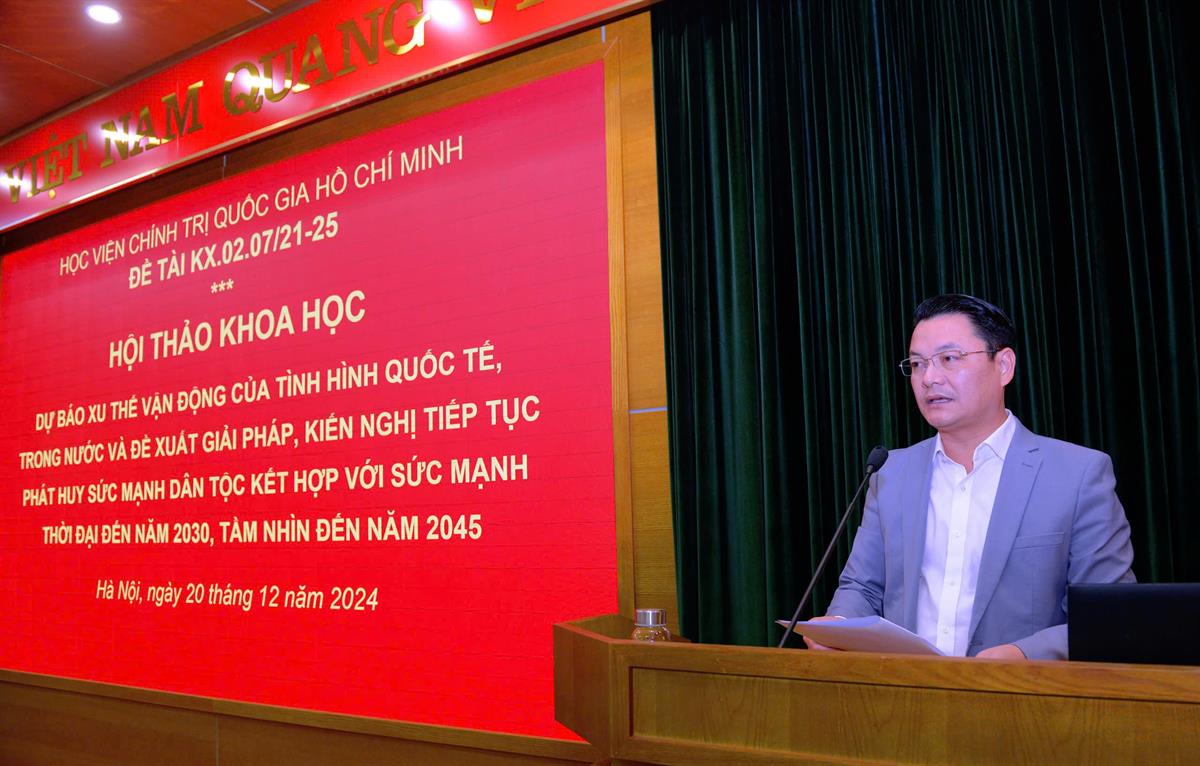 VIỆT NAM QUANG
HỌC VIỆN CHÍNH TRỊ QUỐC GIA HỒ CHÍ MINH
ĐỀ TÀI KX.02.07/21-25
***
HỘI THẢO KHOA HỌC
DỰ BÁO XU THẾ VẬN ĐỘNG CỦA TÌNH HÌNH QUỐC TẾ,
TRONG NƯỚC VÀ ĐỀ XUẤT GIẢI PHÁP, KIẾN NGHỊ TIẾP TỤC
PHÁT HUY SỨC MẠNH DÂN TỘC KẾT HỢP VỚI SỨC MẠNH
THỜI ĐẠI ĐẾN NĂM 2030, TẦM NHÌN ĐẾN NĂM 2045
Hà Nội, ngày 20 tháng 12 năm 2024